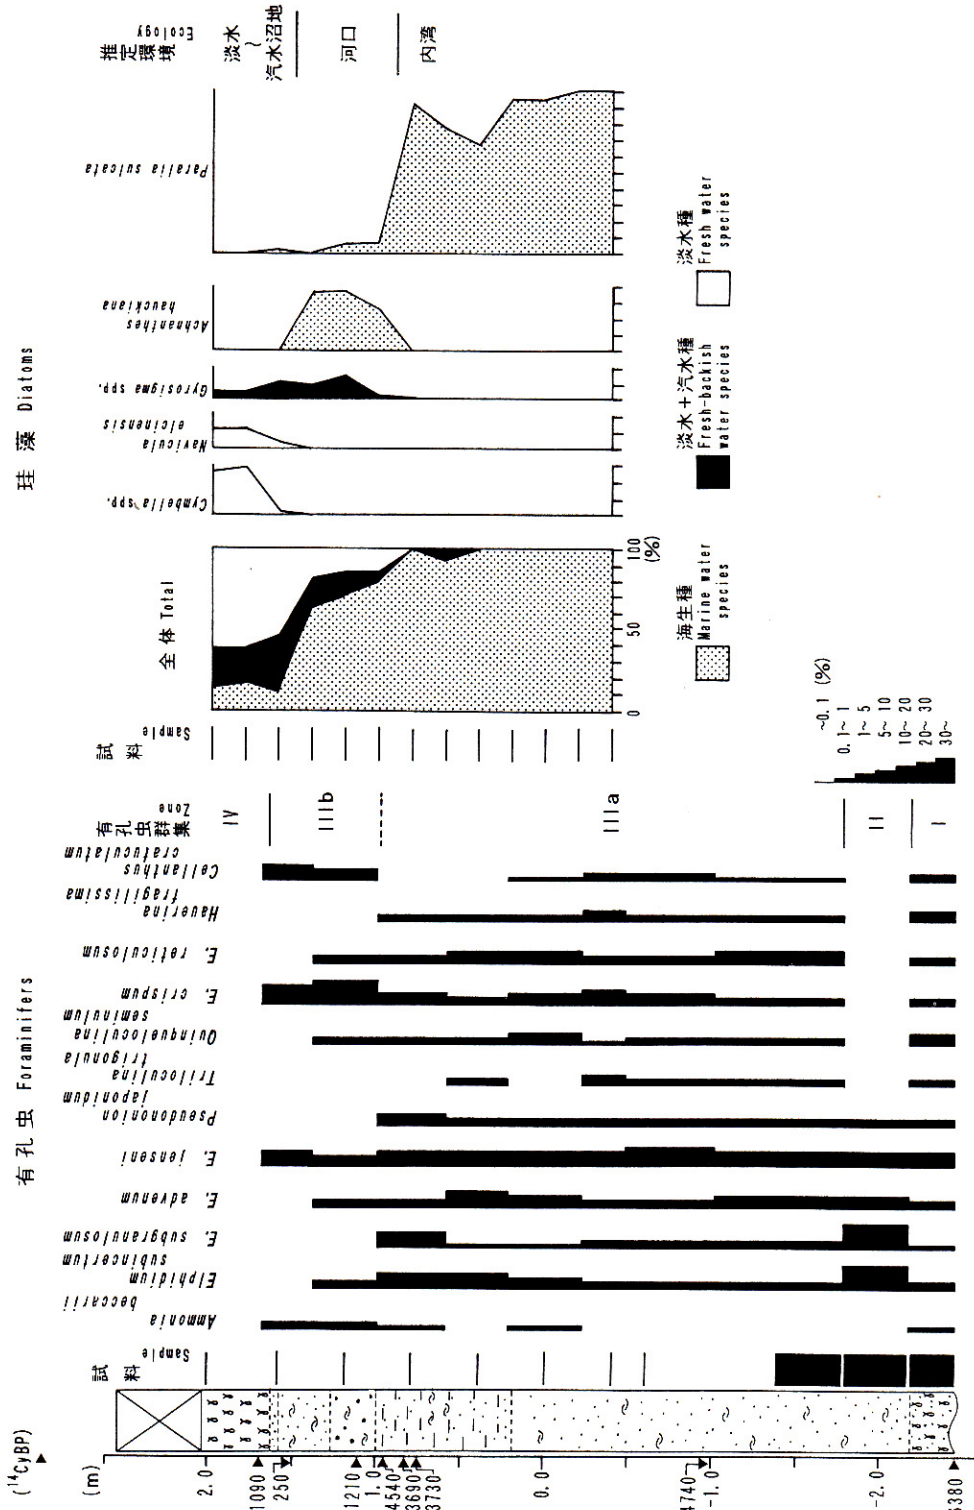 有孔虫 Foraminifers
珪藻 Diatoms
(¹⁴CyBP)
(m)
試料
Sample
Ammonia
beccarii
Elphidium
subincertum
E. subgranulosum
E. advenum
E. jenseni
Pseudononion
japonidum
Triloculina
trigonula
Quinqueloculina
seminulum
E. crispum
E. reticulosum
Hauerina
fragilissima
Cellanthus
cratuculatum
有孔虫群集
Zone
試料
Sample
全体 Total
Cymbella spp.
Navicula
elcinensis
Gyrosigma spp.
Achnanthes
hauckiana
Paralia sulcata
推定環境
Ecology
2.0
1090
250
1210
1.0
4540
3690
3730
0.0
4740
-1.0
-2.0
IV
IIIb
IIIa
II
I
淡水
~
汽水沼地
河口
内湾
0
50
100
(%)
~0.1 (%)
0.1~ 1
1~ 5
5~ 10
10~ 20
20~ 30
30~
海生種
Marine water
species
淡水+汽水種
Fresh-backish
water species
淡水種
Fresh water
species